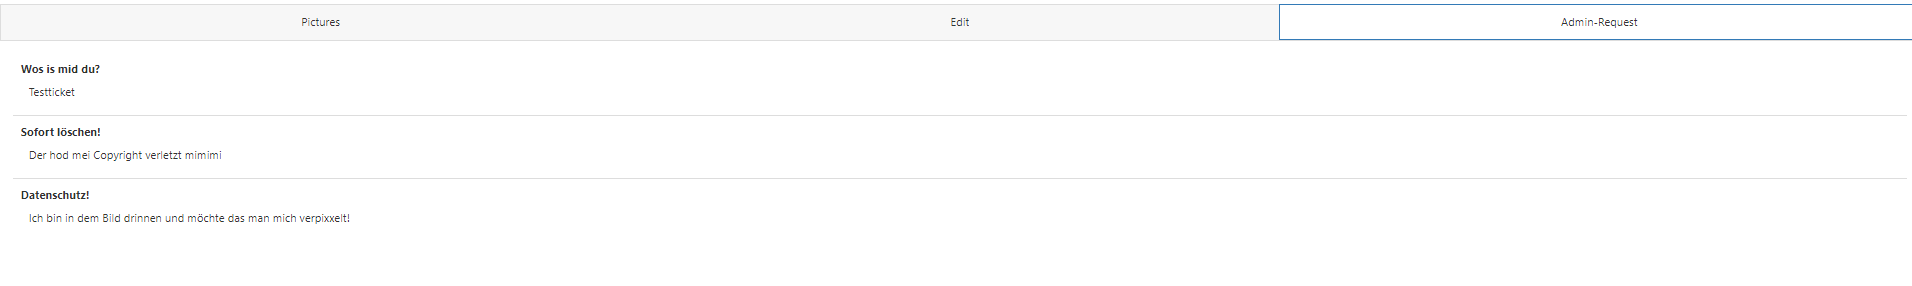 Pictures
Edit
Admin-Request
Wos is mid du?
Testticket
Sofort löschen!
Der hod mei Copyright verletzt mimimi
Datenschutz!
Ich bin in dem Bild drinnen und möchte das man mich verpixxelt!